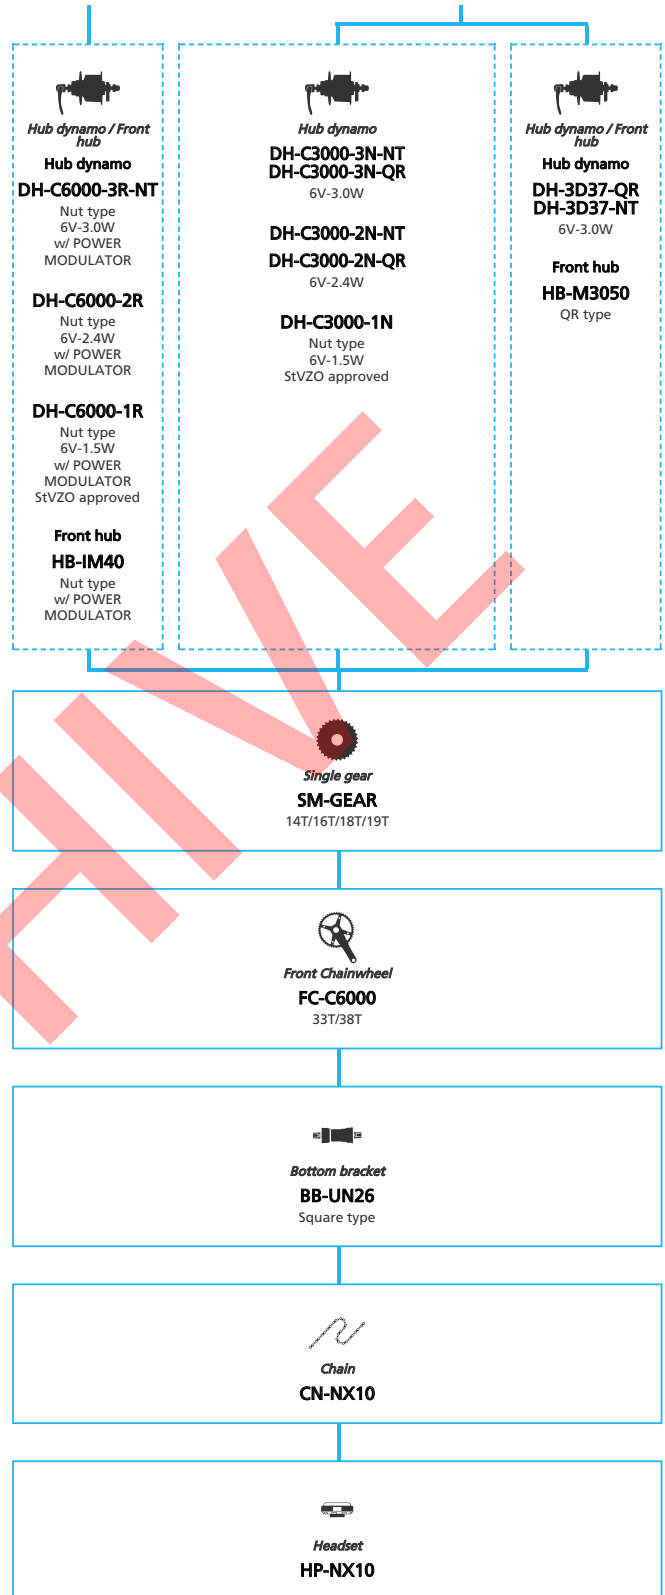 Hub dynamo / Front
hub
Hub dynamo
DH-C6000-3R-NT
Nut type
6V-3.0W
w/ POWER
MODULATOR
DH-C6000-2R
Nut type
6V-2.4W
w/ POWER
MODULATOR
DH-C6000-1R
Nut type
6V-1.5W
w/ POWER
MODULATOR
StVZO approved
Front hub
HB-IM40
Nut type
w/ POWER
MODULATOR
Hub dynamo
DH-C3000-3N-NT
DH-C3000-3N-QR
6V-3.0W
DH-C3000-2N-NT
DH-C3000-2N-QR
6V-2.4W
DH-C3000-1N
Nut type
6V-1.5W
StVZO approved
Hub dynamo / Front
hub
Hub dynamo
DH-3D37-QR
DH-3D37-NT
6V-3.0W
Front hub
HB-M3050
QR type
Single gear
SM-GEAR
14T/16T/18T/19T
Front Chainwheel
FC-C6000
33T/38T
Bottom bracket
BB-UN26
Square type
Chain
CN-NX10
Headset
HP-NX10
HIVE